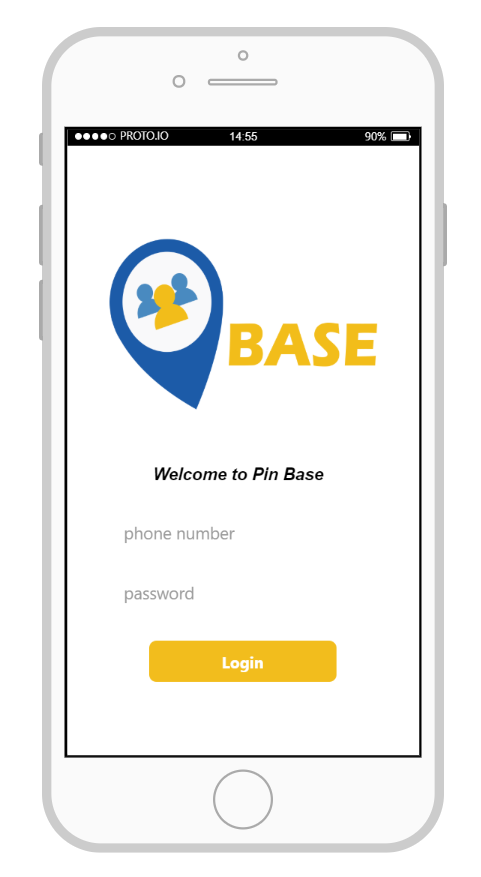 PROTO.IO 14:55 90%
BASE
Welcome to Pin Base
phone number
password
Login